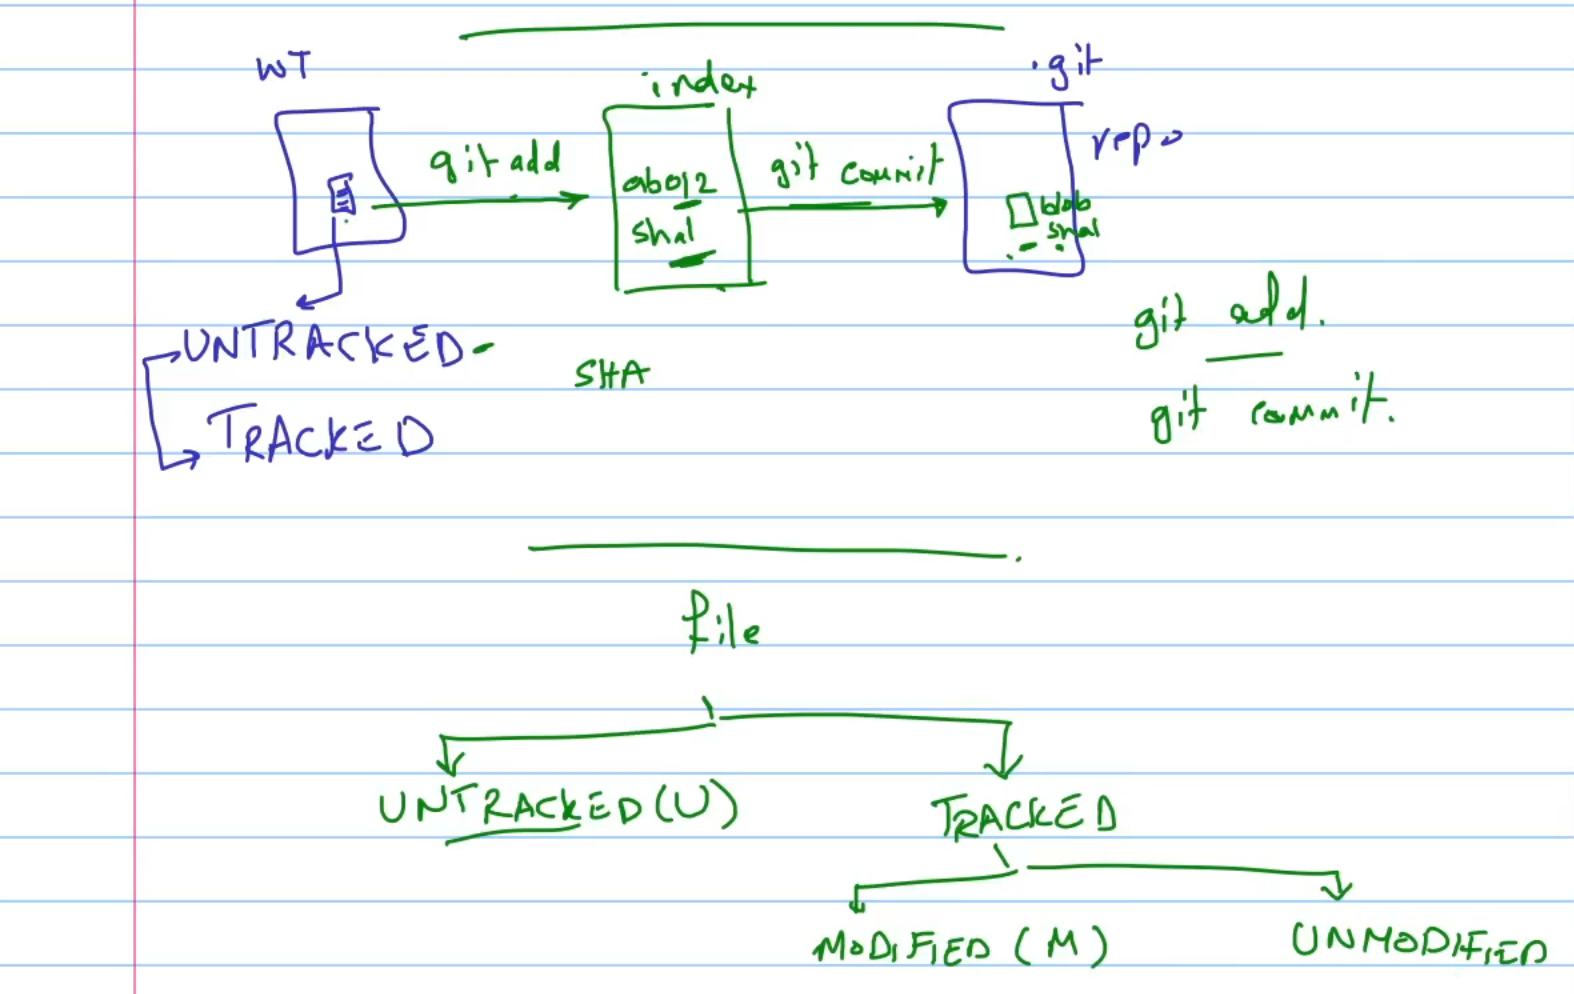 WT
index
.git
repo
git add
git commit
ab012
sha1
blob
sha1
UNTRACKED
TRACKED
SHA
git add.
git commit.
file
UNTRACKED (U)
TRACKED
MODIFIED (M)
UNMODIFIED